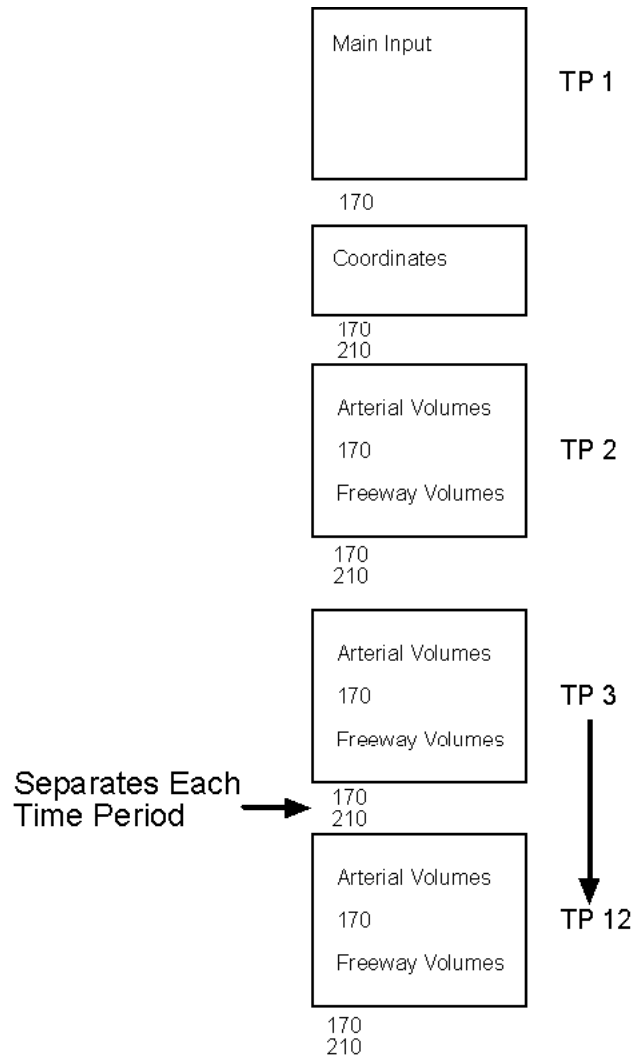 Main Input
TP 1
170
Coordinates
170
210
Arterial Volumes
170
TP 2
Freeway Volumes
170
210
Arterial Volumes
170
TP 3
Freeway Volumes
Separates Each
Time Period
170
210
Arterial Volumes
170
TP 12
Freeway Volumes
170
210